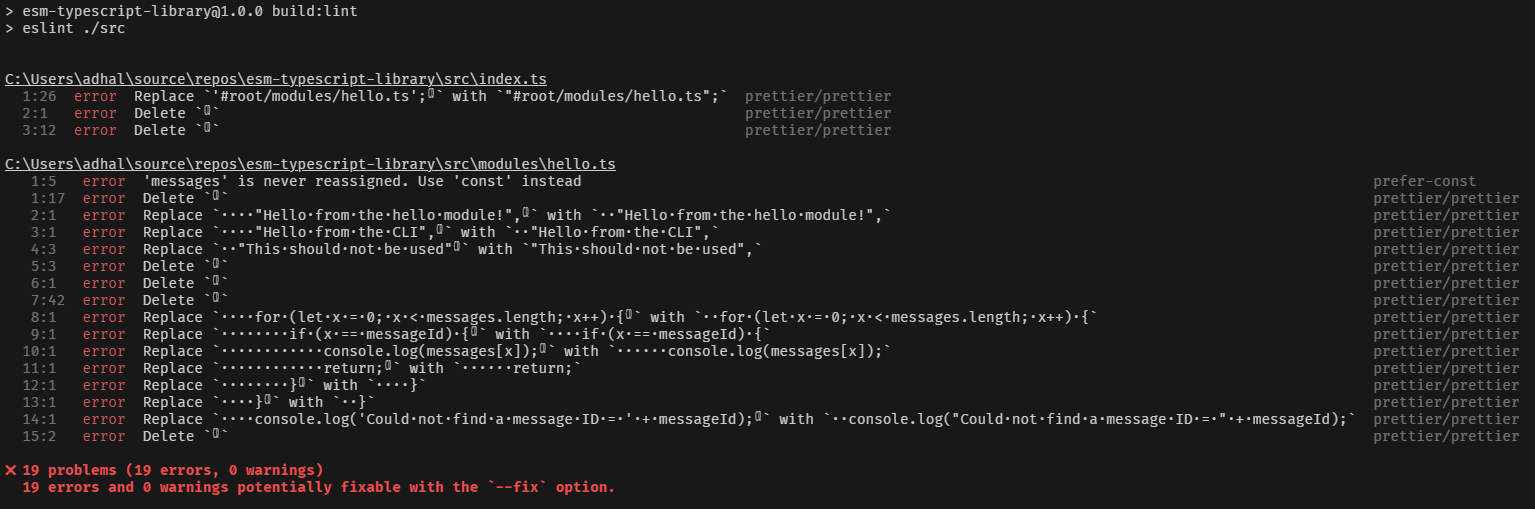 > esm-typescript-library@1.0.0 build:lint
> eslint ./src
C:\Users\adhal\source\repos\esm-typescript-library\src\index.ts
1:26 error Replace `'#root/modules/hello.ts';␍` with `"#root/modules/hello.ts";` prettier/prettier
2:1 error Delete `␍` prettier/prettier
3:12 error Delete `␍` prettier/prettier
C:\Users\adhal\source\repos\esm-typescript-library\src\modules\hello.ts
1:5 error 'messages' is never reassigned. Use 'const' instead prefer-const
1:17 error Delete `␍` prettier/prettier
2:1 error Replace `····"Hello·from·the·hello·module!",␍` with `··"Hello·from·the·hello·module!",` prettier/prettier
3:1 error Replace `····"Hello·from·the·CLI",␍` with `··"Hello·from·the·CLI",` prettier/prettier
4:3 error Replace `··"This·should·not·be·used"␍` with `"This·should·not·be·used",` prettier/prettier
5:3 error Delete `␍` prettier/prettier
6:1 error Delete `␍` prettier/prettier
7:42 error Delete `␍` prettier/prettier
8:1 error Replace `····for·(let·x·=·0;·x·<·messages.length;·x++)·{␍` with `··for·(let·x·=·0;·x·<·messages.length;·x++)·{` prettier/prettier
9:1 error Replace `········if·(x·==·messageId)·{␍` with `····if·(x·==·messageId)·{` prettier/prettier
10:1 error Replace `············console.log(messages[x]);␍` with `······console.log(messages[x]);` prettier/prettier
11:1 error Replace `············return;␍` with `······return;` prettier/prettier
12:1 error Replace `········}␍` with `····}` prettier/prettier
13:1 error Replace `····}␍` with `··}` prettier/prettier
14:1 error Replace `····console.log('Could·not·find·a·message·ID·=·'·+·messageId);␍` with `··console.log("Could·not·find·a·message·ID·=·"·+·messageId);` prettier/prettier
15:2 error Delete `␍` prettier/prettier
✖ 19 problems (19 errors, 0 warnings)
19 errors and 0 warnings potentially fixable with the `--fix` option.